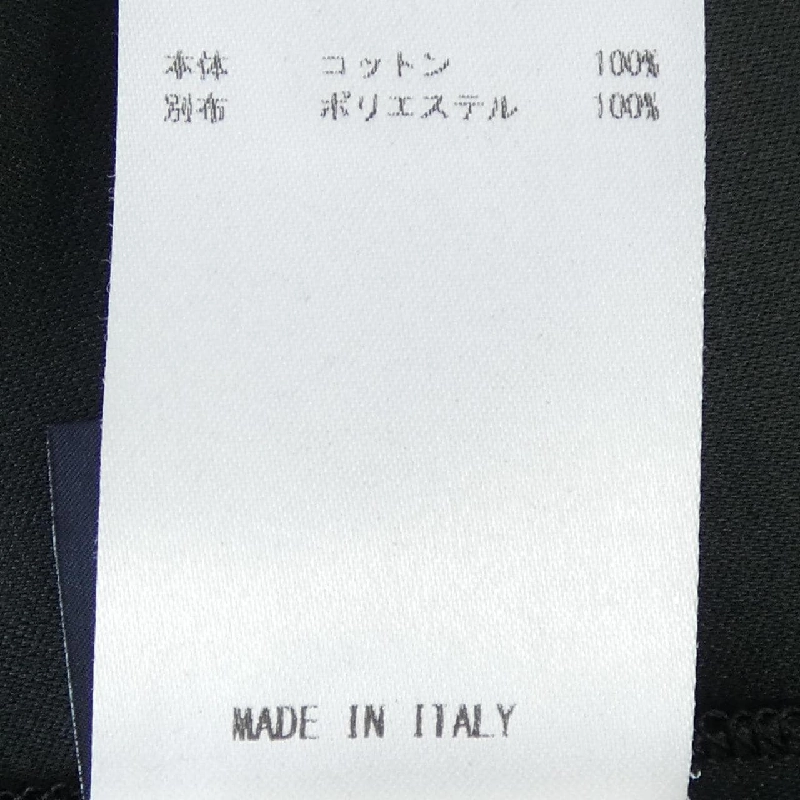 本体 コットン 100%
別布 ポリエステル 100%
MADE IN ITALY